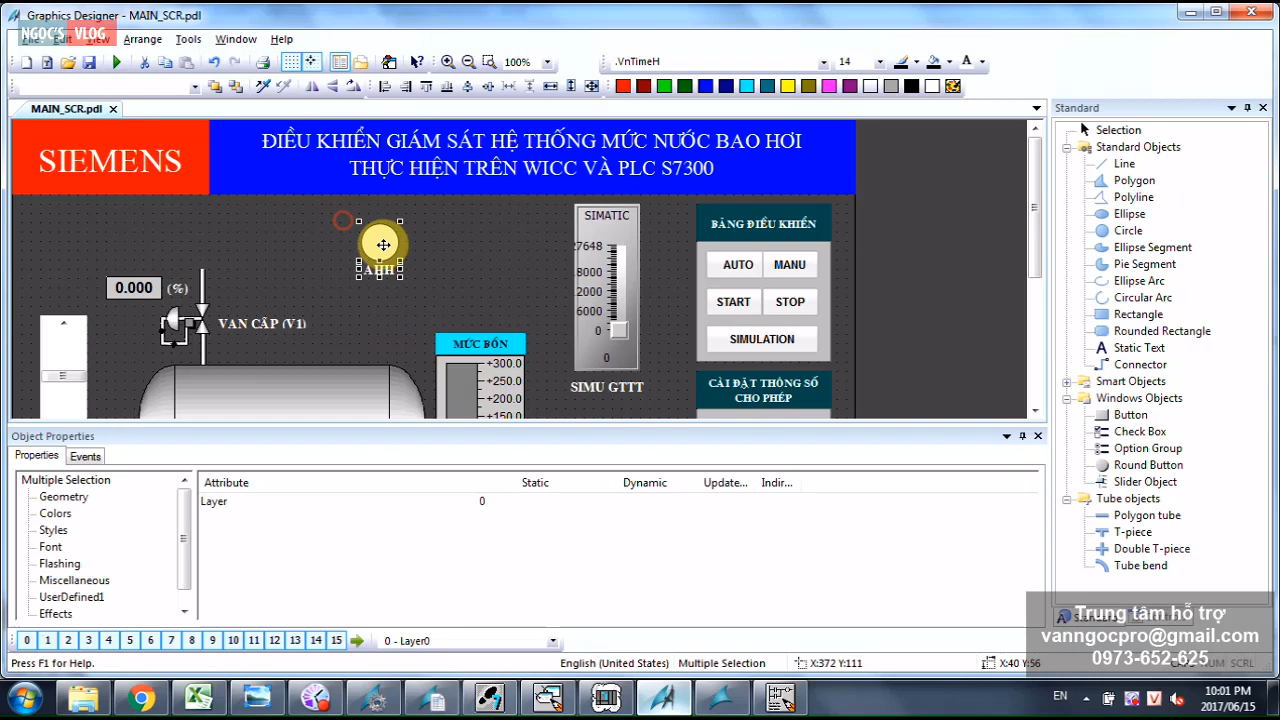 Graphics Designer - MAIN_SCR.pdl
NGOC'S VLOG
File Edit View Arrange Tools Window Help
100%
.VnTimeH
14
MAIN_SCR.pdl
SIEMENS
ĐIỀU KHIỂN GIÁM SÁT HỆ THỐNG MỨC NƯỚC BAO HƠI
THỰC HIỆN TRÊN WICC VÀ PLC S7300
AHH
0.000
(%)
VAN CẤP (V1)
MỨC BỒN
+300.0
+250.0
+200.0
+150.0
SIMATIC
27648
8000
2000
6000
0
0
SIMU GTTT
BẢNG ĐIỀU KHIỂN
AUTO
MANU
START
STOP
SIMULATION
CÀI ĐẶT THÔNG SỐ
CHO PHÉP
Standard
Selection
Standard Objects
Line
Polygon
Polyline
Ellipse
Circle
Ellipse Segment
Pie Segment
Ellipse Arc
Circular Arc
Rectangle
Rounded Rectangle
Static Text
Connector
Smart Objects
Windows Objects
Button
Check Box
Option Group
Round Button
Slider Object
Tube objects
Polygon tube
T-piece
Double T-piece
Tube bend
Object Properties
Properties
Events
Multiple Selection
Geometry
Colors
Styles
Font
Flashing
Miscellaneous
UserDefined1
Effects
Attribute Static Dynamic Update... Indir...
Layer 0
0 1 2 3 4 5 6 7 8 9 10 11 12 13 14 15
0 - Layer0
Press F1 for Help.
English (United States)
Multiple Selection
X:372 Y:111
X:40 Y:56
Trung tâm hỗ trợ
vanngocpro@gmail.com
0973-652-625
EN
10:01 PM
2017/06/15